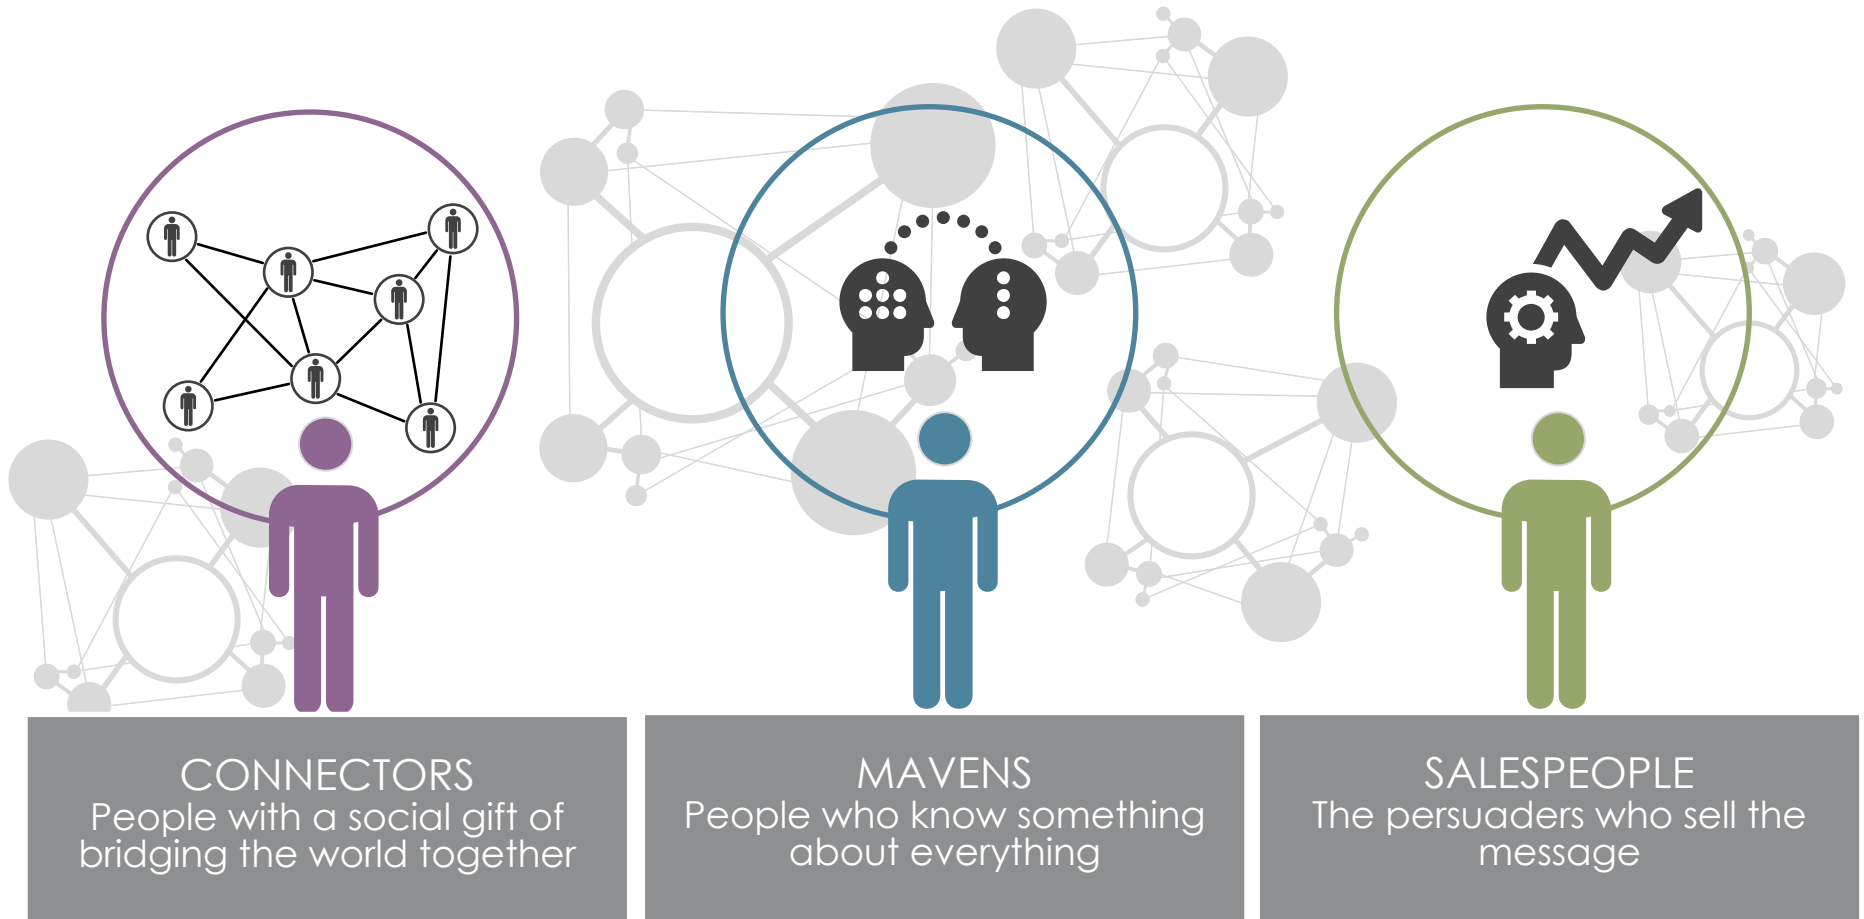 CONNECTORS
People with a social gift of
bridging the world together
MAVENS
People who know something
about everything
SALESPEOPLE
The persuaders who sell the
message